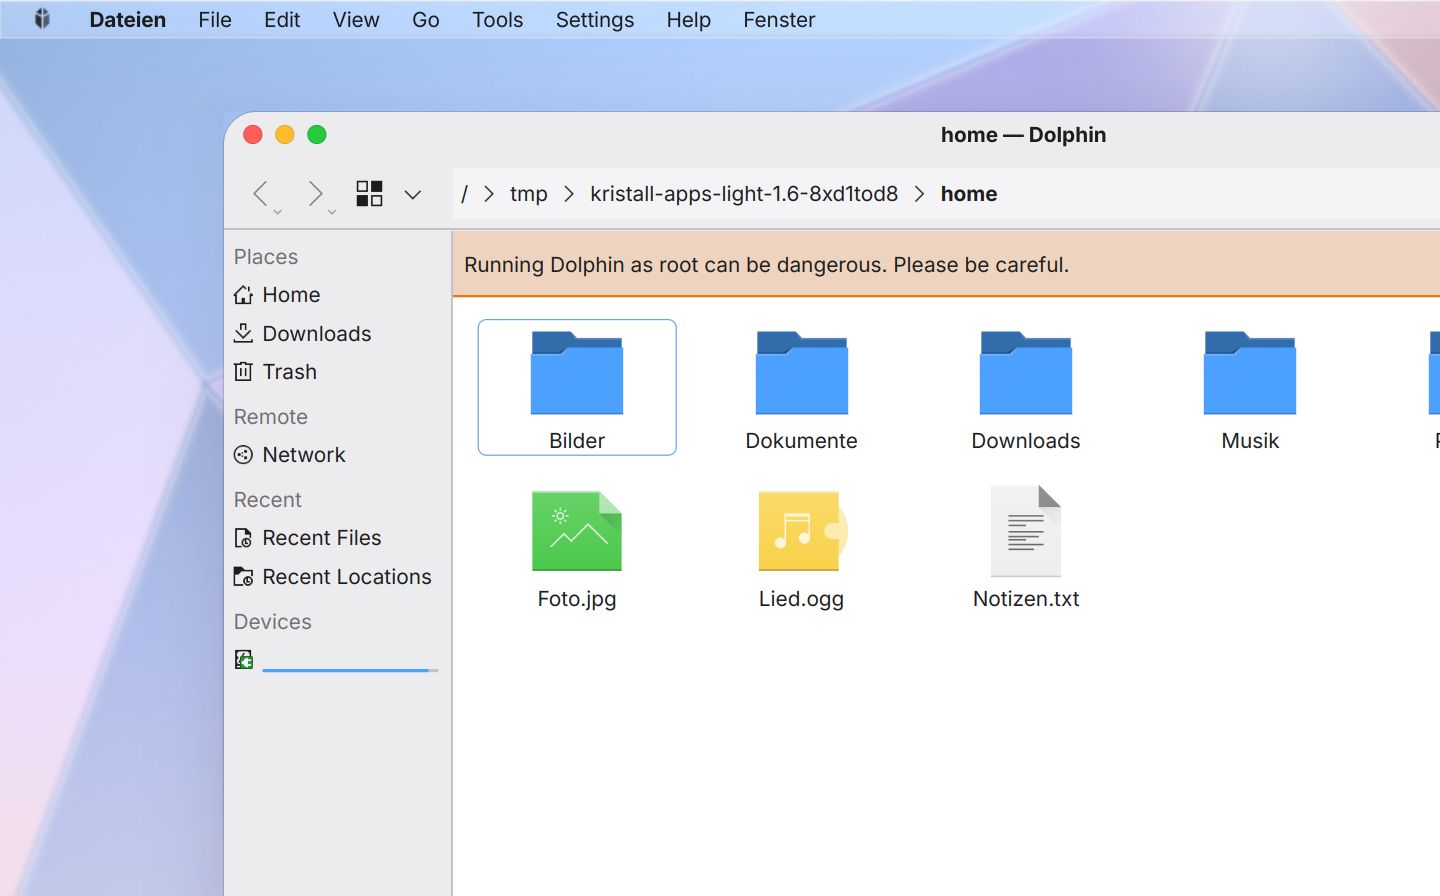 Dateien File Edit View Go Tools Settings Help Fenster
home — Dolphin
/ tmp kristall-apps-light-1.6-8xd1tod8 home
Places
Home
Downloads
Trash
Remote
Network
Recent
Recent Files
Recent Locations
Devices
Running Dolphin as root can be dangerous. Please be careful.
Bilder Dokumente Downloads Musik
Foto.jpg Lied.ogg Notizen.txt